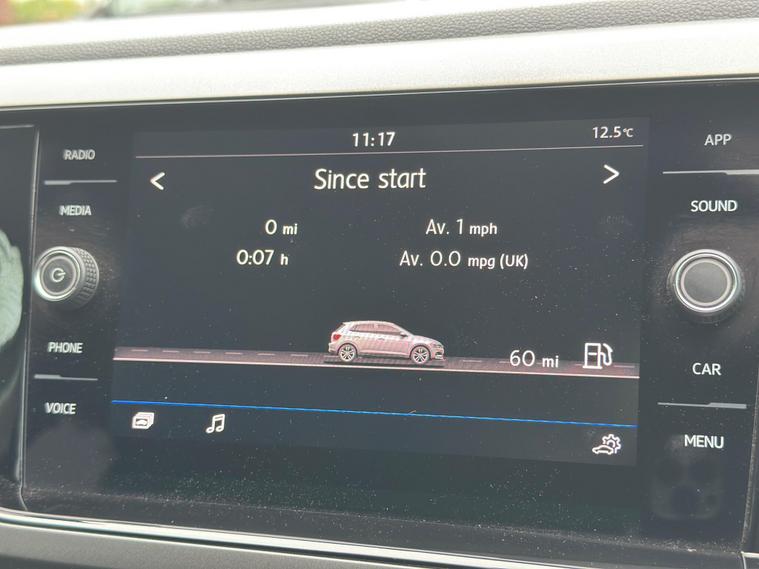 RADIO
MEDIA
PHONE
VOICE
11:17
12.5°C
< Since start >
0 mi Av. 1 mph
0:07 h Av. 0.0 mpg (UK)
60 mi
APP
SOUND
CAR
MENU